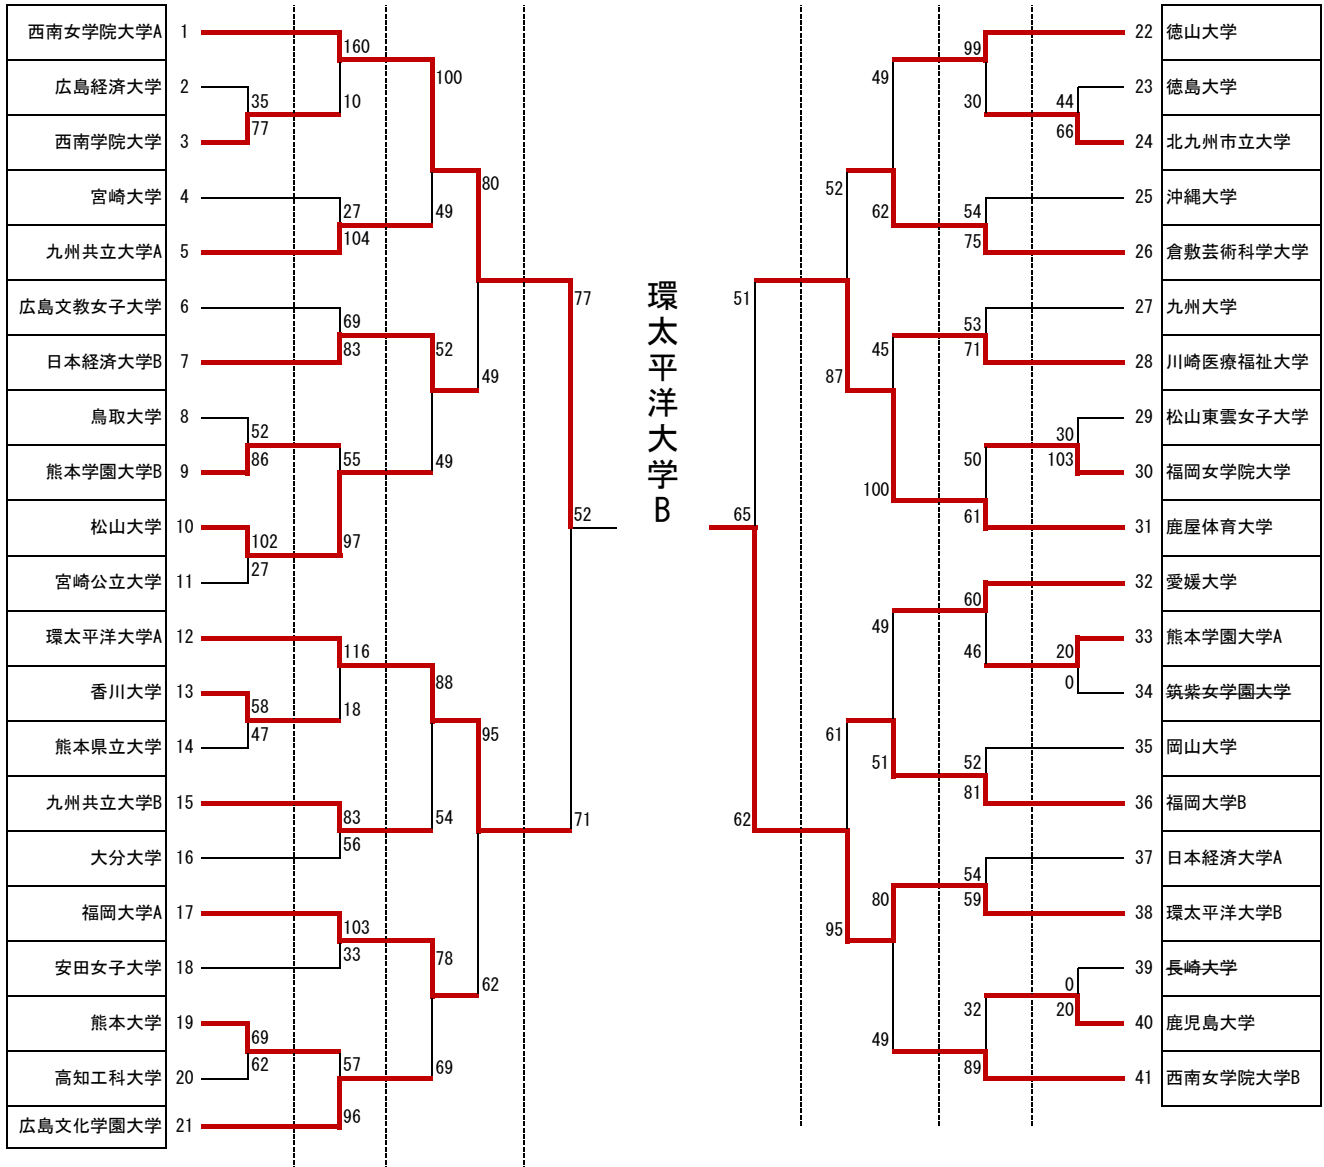 西南女学院大学A 1
広島経済大学 2
西南学院大学 3
宮崎大学 4
九州共立大学A 5
広島文教女子大学 6
日本経済大学B 7
鳥取大学 8
熊本学園大学B 9
松山大学 10
宮崎公立大学 11
環太平洋大学A 12
香川大学 13
熊本県立大学 14
九州共立大学B 15
大分大学 16
福岡大学A 17
安田女子大学 18
熊本大学 19
高知工科大学 20
広島文化学園大学 21
35
77
52
86
102
27
58
47
69
62
160
10
27
104
69
83
55
97
116
18
83
56
103
33
57
96
100
49
52
49
88
54
78
69
80
49
95
62
77
71
52
環太平洋大学B
65
51
62
52
87
61
95
49
62
45
100
49
51
80
49
99
30
54
75
53
71
50
61
60
46
52
81
54
59
32
89
44
66
30
103
20
0
0
20
22 徳山大学
23 徳島大学
24 北九州市立大学
25 沖縄大学
26 倉敷芸術科学大学
27 九州大学
28 川崎医療福祉大学
29 松山東雲女子大学
30 福岡女学院大学
31 鹿屋体育大学
32 愛媛大学
33 熊本学園大学A
34 筑紫女学園大学
35 岡山大学
36 福岡大学B
37 日本経済大学A
38 環太平洋大学B
39 長崎大学
40 鹿児島大学
41 西南女学院大学B